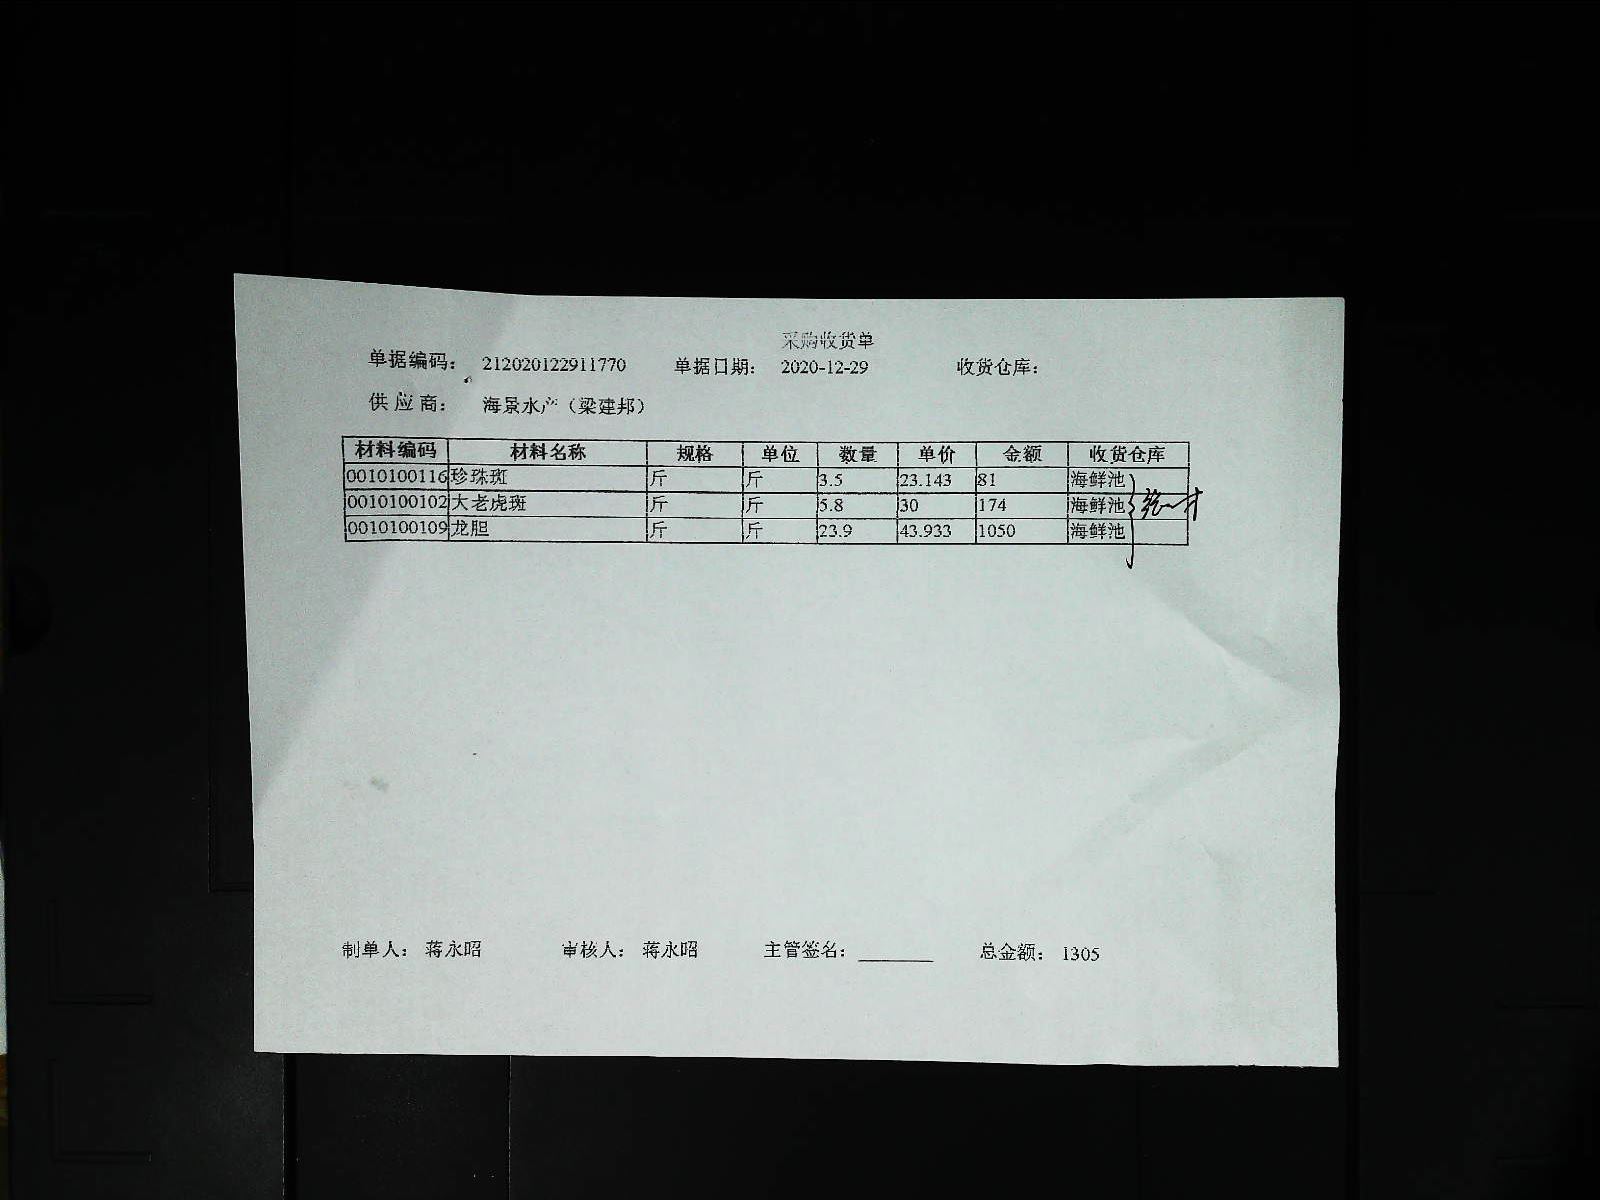 采购收货单
单据编码： 212020122911770 单据日期： 2020-12-29 收货仓库：
供应商： 海景水产（梁建邦）
材料编码 材料名称 规格 单位 数量 单价 金额 收货仓库
0010100116 珍珠斑 斤 斤 3.5 23.143 81 海鲜池
0010100102 大老虎斑 斤 斤 5.8 30 174 海鲜池
0010100109 龙胆 斤 斤 23.9 43.933 1050 海鲜池
制单人： 蒋永昭 审核人： 蒋永昭 主管签名： 总金额： 1305